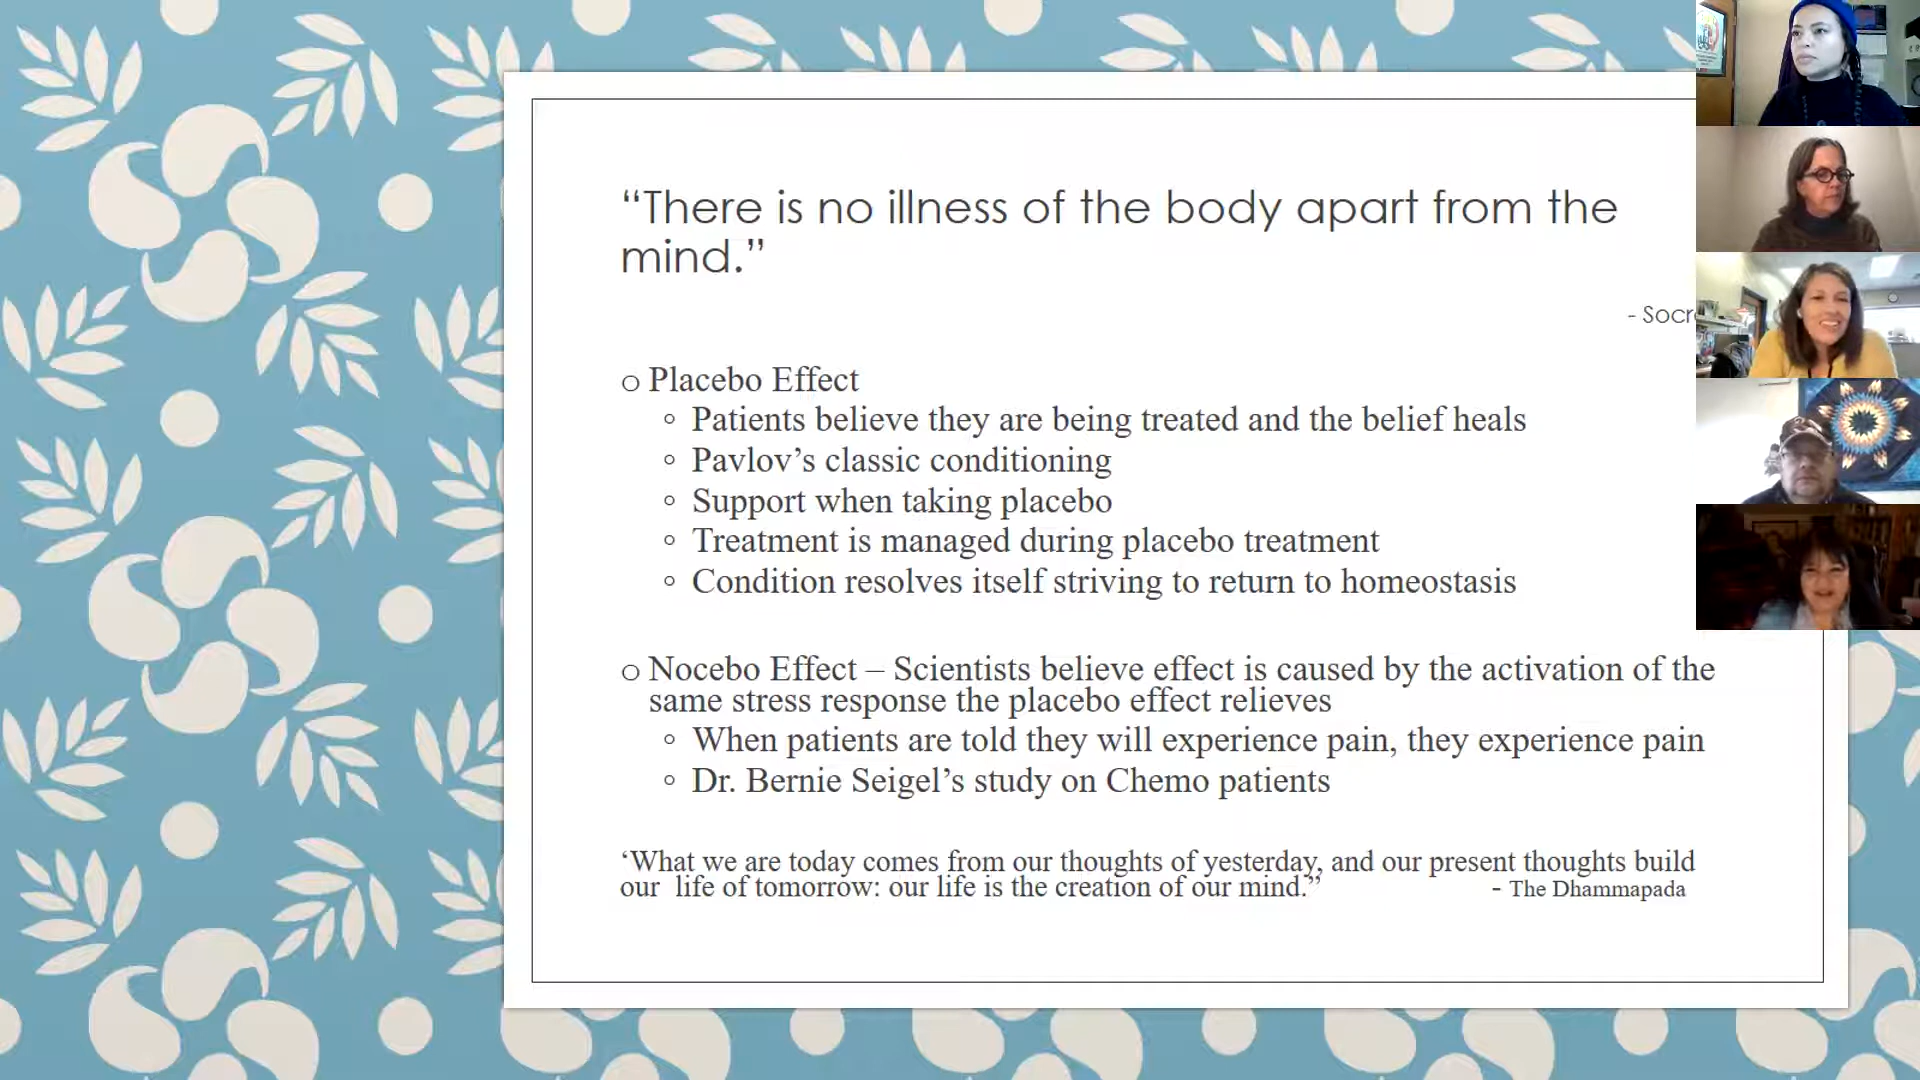 “There is no illness of the body apart from the
mind.”
- Socr
o Placebo Effect
◦ Patients believe they are being treated and the belief heals
◦ Pavlov’s classic conditioning
◦ Support when taking placebo
◦ Treatment is managed during placebo treatment
◦ Condition resolves itself striving to return to homeostasis
o Nocebo Effect – Scientists believe effect is caused by the activation of the
same stress response the placebo effect relieves
◦ When patients are told they will experience pain, they experience pain
◦ Dr. Bernie Seigel’s study on Chemo patients
‘What we are today comes from our thoughts of yesterday, and our present thoughts build
our life of tomorrow: our life is the creation of our mind.” - The Dhammapada